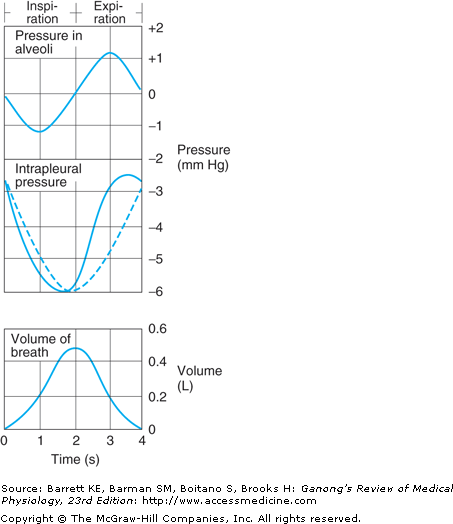 Inspi-
ration
Expi-
ration
Pressure in
alveoli
+2
+1
0
−1
−2
Pressure
(mm Hg)
Intrapleural
pressure
−3
−4
−5
−6
Volume of
breath
0.6
0.4
0.2
0
Volume
(L)
0 1 2 3 4
Time (s)
Source: Barrett KE, Barman SM, Boitano S, Brooks H: Ganong's Review of Medical
Physiology, 23rd Edition: http://www.accessmedicine.com
Copyright © The McGraw-Hill Companies, Inc. All rights reserved.